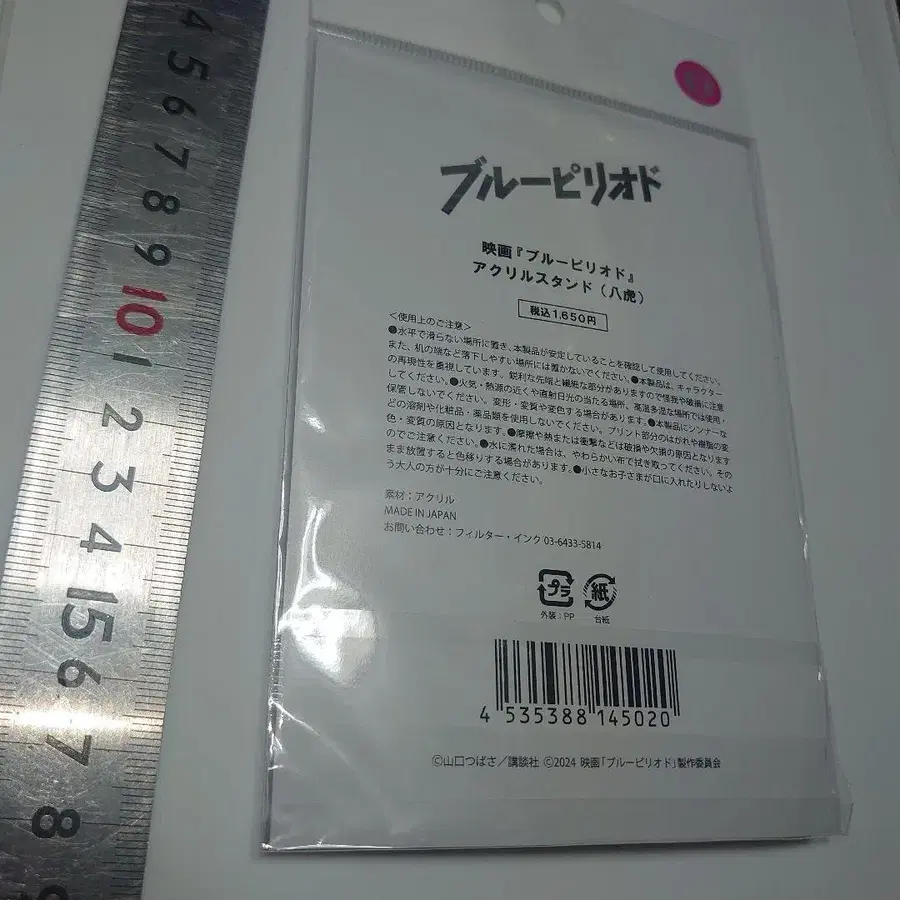 4
5
6
7
8
9
10
1
2
3
4
15
6
7
8
9
ブルーピリオド
映画『ブルーピリオド』
アクリルスタンド（八虎）
税込1,650円
＜使用上のご注意＞
●水平で滑らない場所に置き、本製品が安定していることを確認して使用してください。
また、机の端など落下しやすい場所には置かないでください。●本製品は、キャラクター
の再現性を重視しています。鋭利な先端と繊細な部分がありますので怪我や破損に注意
してください。●火気・熱源の近くや直射日光の当たる場所、高温多湿な場所では使用・
保管しないでください。変形・変質や変色する場合があります。●本製品にシンナーな
どの溶剤や化粧品・薬品類を使用しないでください。プリント部分のはがれや樹脂の変
色・変質の原因となります。●摩擦や熱または衝撃などは破損や欠損の原因となります
のでご注意ください。●水に濡れた場合は、やわらかい布で拭き取ってください。その
まま放置すると色移りする場合があります。●小さなお子さまが口に入れたりしないよ
う大人の方が十分にご注意ください。
素材：アクリル
MADE IN JAPAN
お問い合わせ：フィルター・インク 03-6433-5814
プラ 紙
外装：PP 台紙
4 535388 145020
©山口つばさ／講談社 ©2024 映画「ブルーピリオド」製作委員会